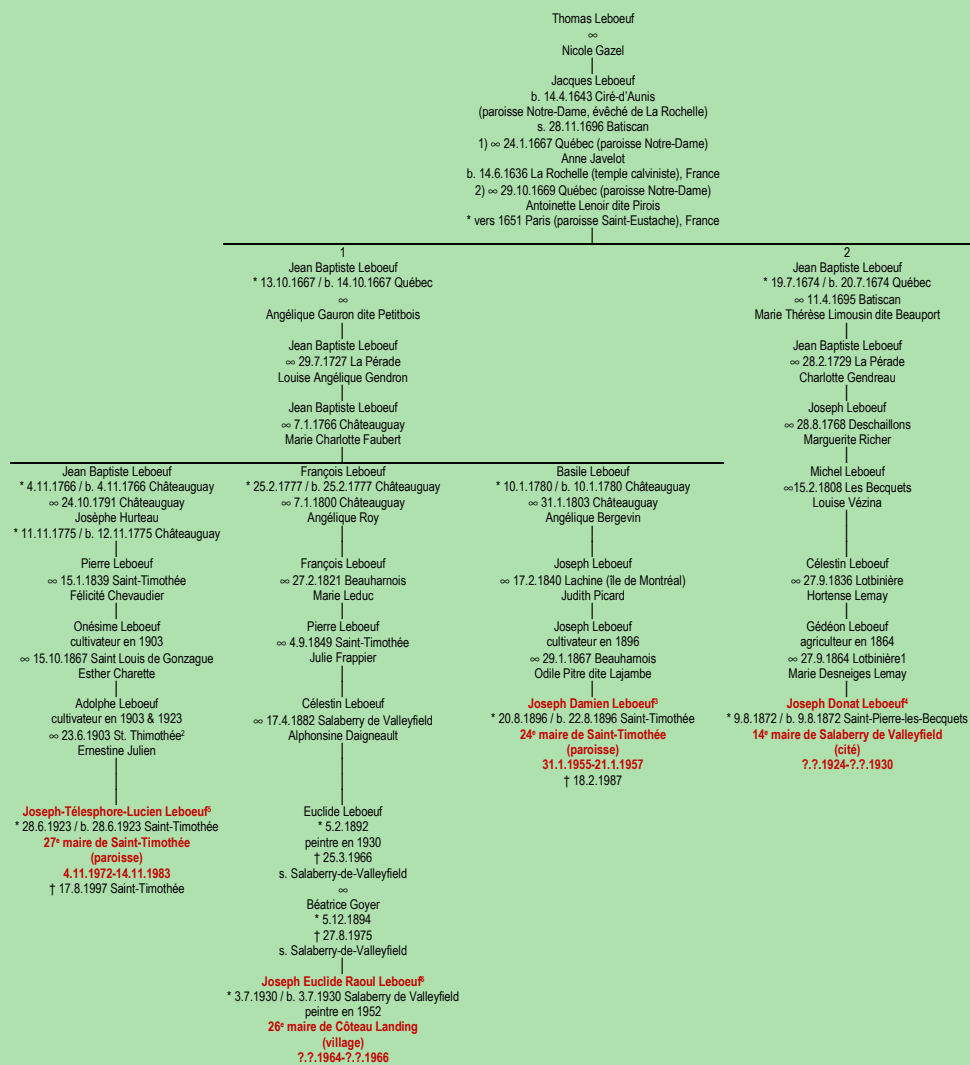 Thomas Leboeuf
∞
Nicole Gazel
Jacques Leboeuf
b. 14.4.1643 Ciré-d'Aunis
(paroisse Notre-Dame, évêché de La Rochelle)
s. 28.11.1696 Batiscan
1) ∞ 24.1.1667 Québec (paroisse Notre-Dame)
Anne Javelot
b. 14.6.1636 La Rochelle (temple calviniste), France
2) ∞ 29.10.1669 Québec (paroisse Notre-Dame)
Antoinette Lenoir dite Pirois
* vers 1651 Paris (paroisse Saint-Eustache), France
1
Jean Baptiste Leboeuf
* 13.10.1667 / b. 14.10.1667 Québec
∞
Angélique Gauron dite Petitbois
Jean Baptiste Leboeuf
∞ 29.7.1727 La Pérade
Louise Angélique Gendron
Jean Baptiste Leboeuf
∞ 7.1.1766 Châteauguay
Marie Charlotte Faubert
2
Jean Baptiste Leboeuf
* 19.7.1674 / b. 20.7.1674 Québec
∞ 11.4.1695 Batiscan
Marie Thérèse Limousin dite Beauport
Jean Baptiste Leboeuf
∞ 28.2.1729 La Pérade
Charlotte Gendreau
Joseph Leboeuf
∞ 28.8.1768 Deschaillons
Marguerite Richer
Jean Baptiste Leboeuf
* 4.11.1766 / b. 4.11.1766 Châteauguay
∞ 24.10.1791 Châteauguay
Josèphe Hurteau
* 11.11.1775 / b. 12.11.1775 Châteauguay
Pierre Leboeuf
∞ 15.1.1839 Saint-Timothée
Félicité Chevaudier
Onésime Leboeuf
cultivateur en 1903
∞ 15.10.1867 Saint Louis de Gonzague
Esther Charette
Adolphe Leboeuf
cultivateur en 1903 & 1923
∞ 23.6.1903 St. Thimothée²
Ernestine Julien
Joseph-Télesphore-Lucien Leboeuf⁵
* 28.6.1923 / b. 28.6.1923 Saint-Timothée
27ᵉ maire de Saint-Timothée
(paroisse)
4.11.1972-14.11.1983
† 17.8.1997 Saint-Timothée
François Leboeuf
* 25.2.1777 / b. 25.2.1777 Châteauguay
∞ 7.1.1800 Châteauguay
Angélique Roy
François Leboeuf
∞ 27.2.1821 Beauharnois
Marie Leduc
Pierre Leboeuf
∞ 4.9.1849 Saint-Timothée
Julie Frappier
Célestin Leboeuf
∞ 17.4.1882 Salaberry de Valleyfield
Alphonsine Daigneault
Euclide Leboeuf
* 5.2.1892
peintre en 1930
† 25.3.1966
s. Salaberry-de-Valleyfield
∞
Béatrice Goyer
* 5.12.1894
† 27.8.1975
s. Salaberry-de-Valleyfield
Joseph Euclide Raoul Leboeuf⁶
* 3.7.1930 / b. 3.7.1930 Salaberry de Valleyfield
peintre en 1952
26ᵉ maire de Côteau Landing
(village)
?.?.1964-?.?.1966
Basile Leboeuf
* 10.1.1780 / b. 10.1.1780 Châteauguay
∞ 31.1.1803 Châteauguay
Angélique Bergevin
Joseph Leboeuf
∞ 17.2.1840 Lachine (île de Montréal)
Judith Picard
Joseph Leboeuf
cultivateur en 1896
∞ 29.1.1867 Beauharnois
Odile Pitre dite Lajambe
Joseph Damien Leboeuf³
* 20.8.1896 / b. 22.8.1896 Saint-Timothée
24ᵉ maire de Saint-Timothée
(paroisse)
31.1.1955-21.1.1957
† 18.2.1987
Michel Leboeuf
∞15.2.1808 Les Becquets
Louise Vézina
Célestin Leboeuf
∞ 27.9.1836 Lotbinière
Hortense Lemay
Gédéon Leboeuf
agriculteur en 1864
∞ 27.9.1864 Lotbinière1
Marie Desneiges Lemay
Joseph Donat Leboeuf⁴
* 9.8.1872 / b. 9.8.1872 Saint-Pierre-les-Becquets
14ᵉ maire de Salaberry de Valleyfield
(cité)
?.?.1924-?.?.1930